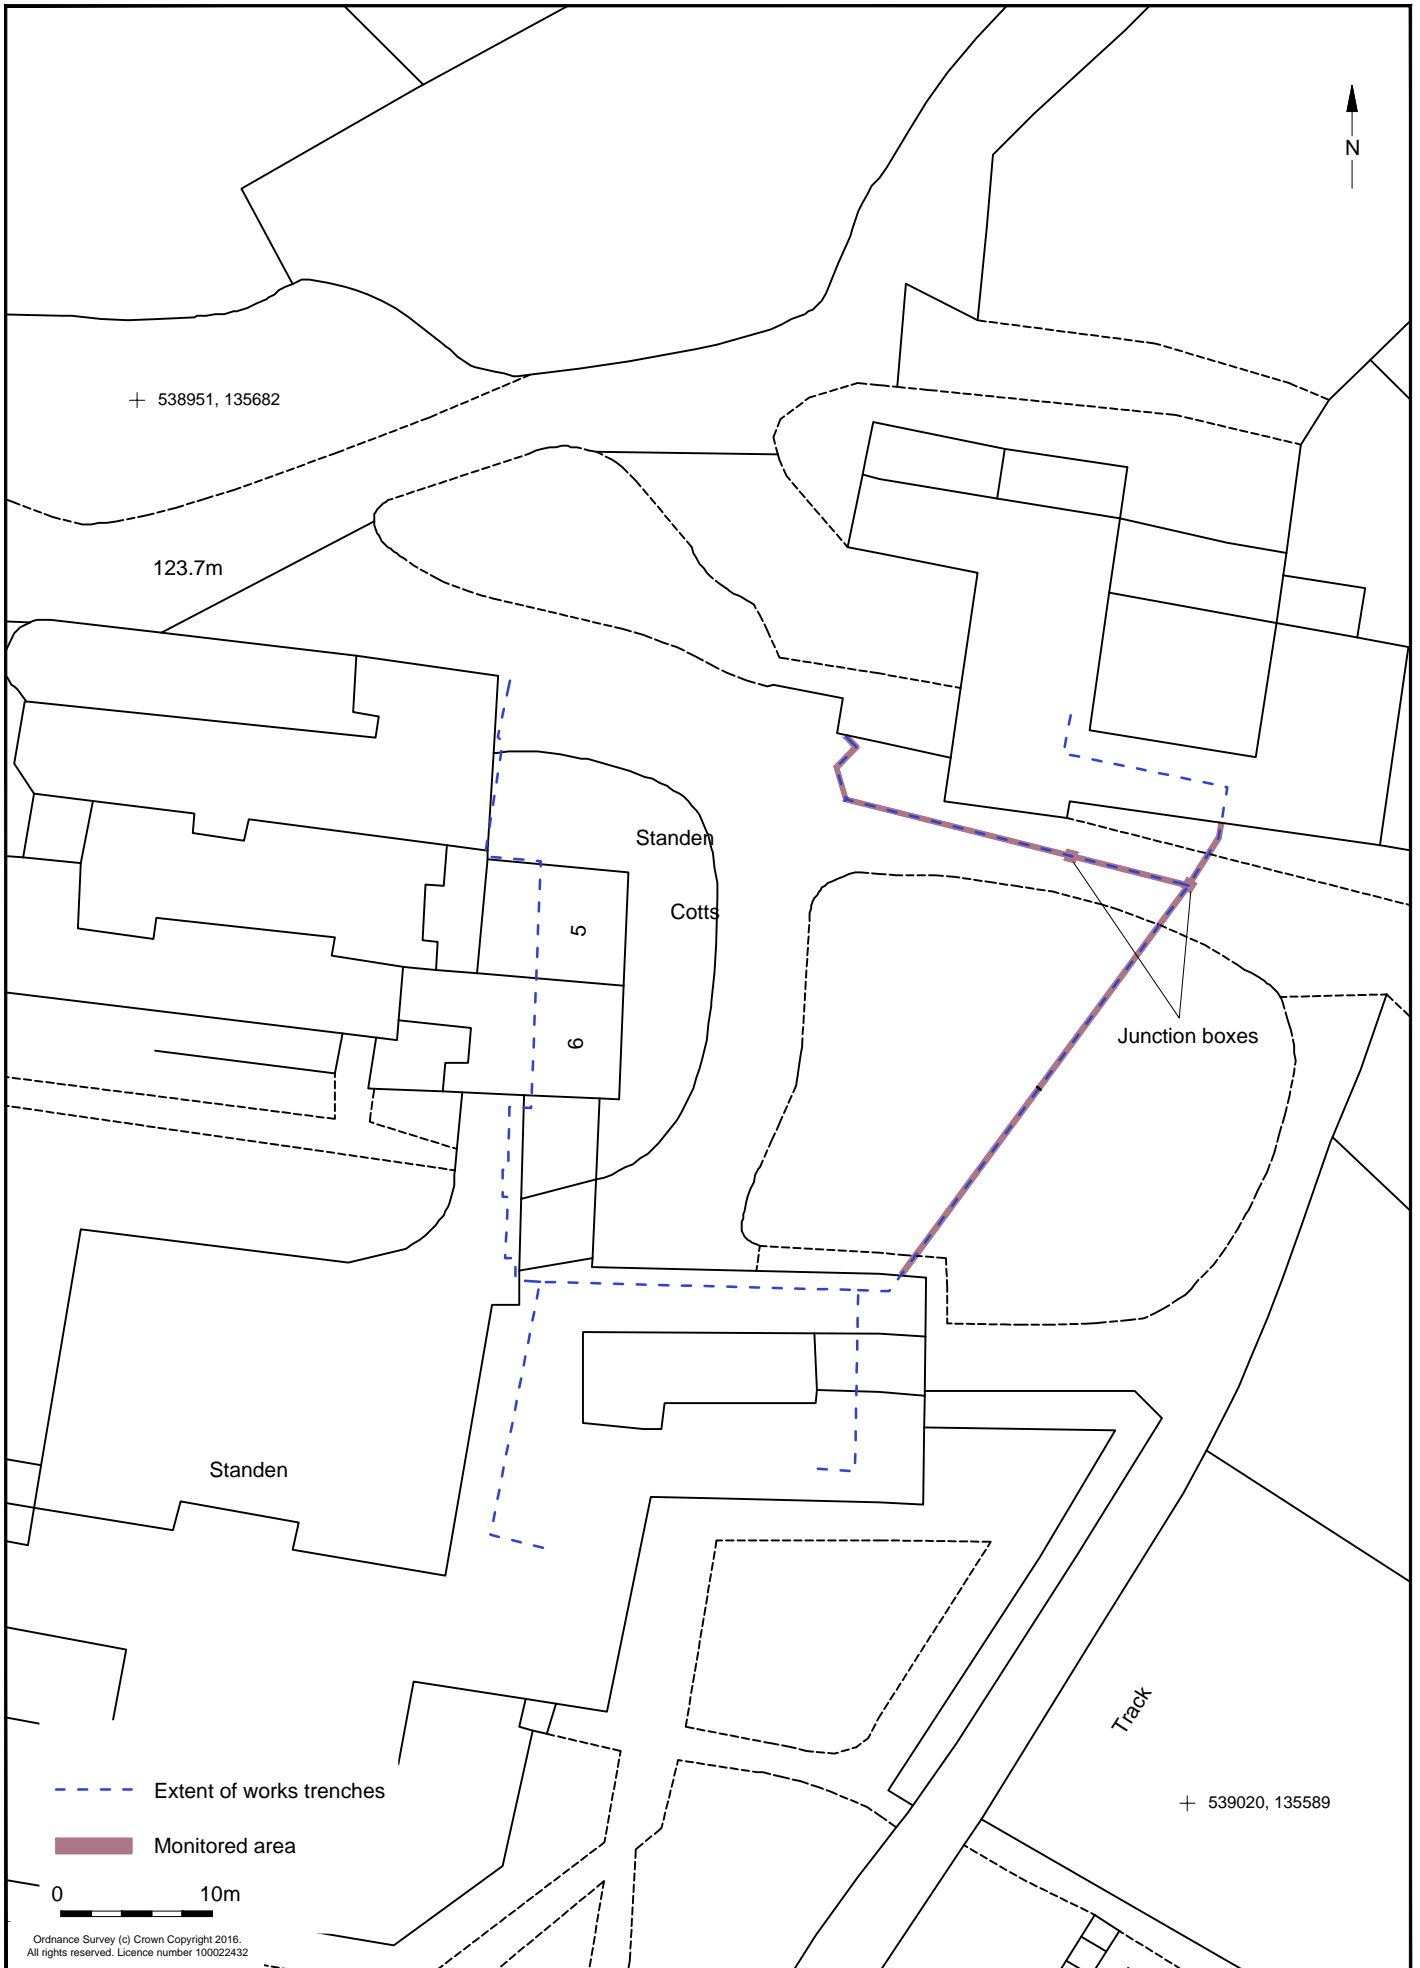 N
538951, 135682
123.7m
Standen
Cotts
5
6
Junction boxes
Standen
Track
539020, 135589
Extent of works trenches
Monitored area
0 10m
Ordnance Survey (c) Crown Copyright 2016.
All rights reserved. Licence number 100022432